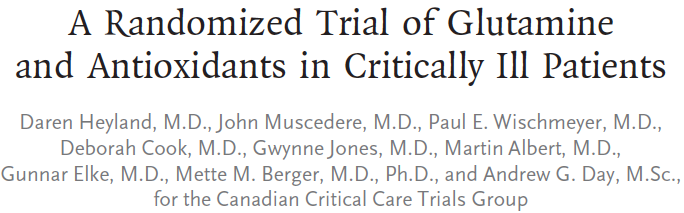 A Randomized Trial of Glutamine
and Antioxidants in Critically Ill Patients
Daren Heyland, M.D., John Muscedere, M.D., Paul E. Wischmeyer, M.D.,
Deborah Cook, M.D., Gwynne Jones, M.D., Martin Albert, M.D.,
Gunnar Elke, M.D., Mette M. Berger, M.D., Ph.D., and Andrew G. Day, M.Sc.,
for the Canadian Critical Care Trials Group